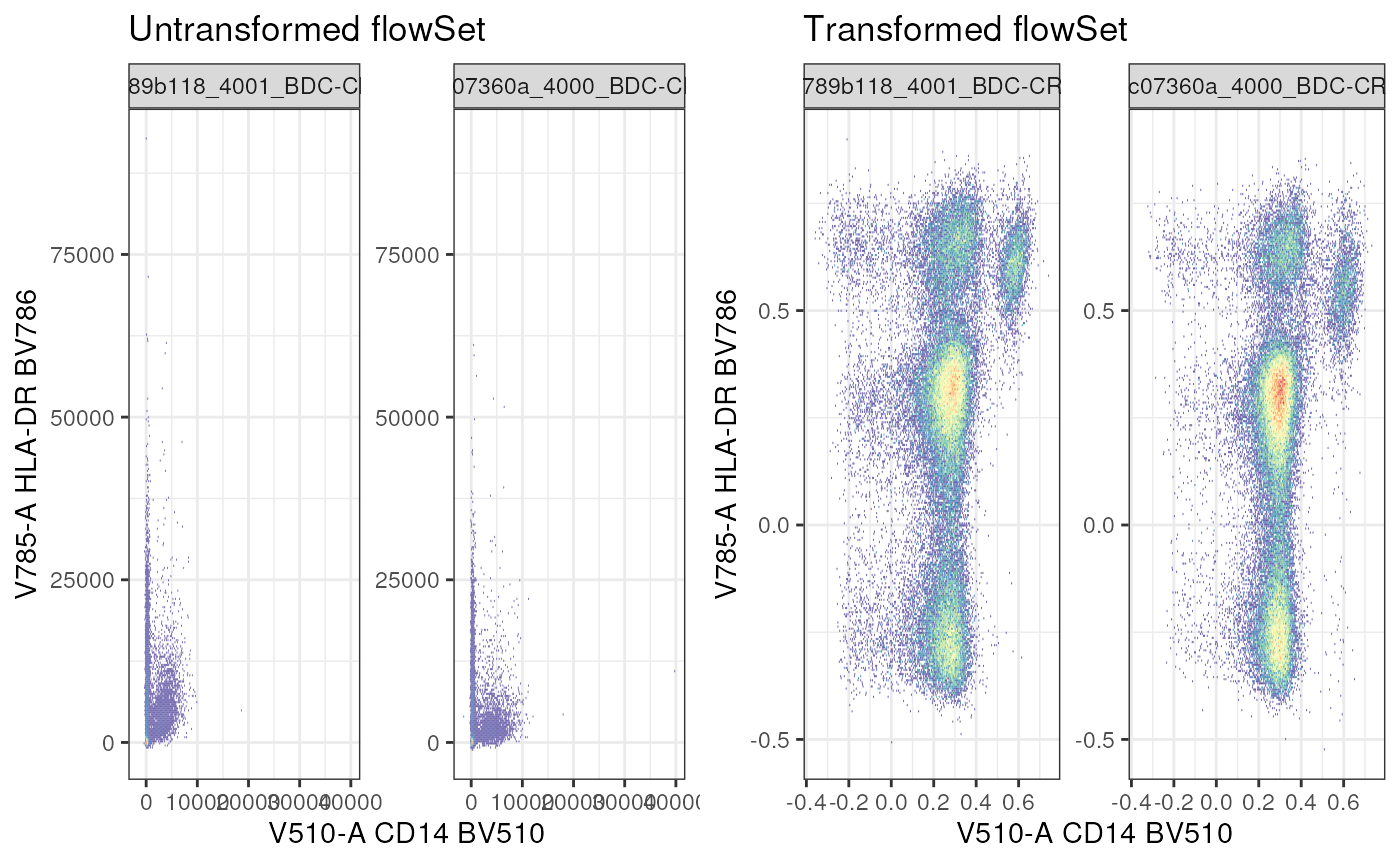 Untransformed flowSet
Transformed flowSet
89b118_4001_BDC-C
07360a_4000_BDC-C
789b118_4001_BDC-CR
c07360a_4000_BDC-CR
V785-A HLA-DR BV786
75000
50000
25000
0
75000
50000
25000
0
V785-A HLA-DR BV786
0.5
0.0
-0.5
0.5
0.0
-0.5
0 10000 20000 30000 40000
0 10000 20000 30000 4000
-0.4 -0.2 0.0 0.2 0.4 0.6
-0.4 -0.2 0.0 0.2 0.4 0.6
V510-A CD14 BV510
V510-A CD14 BV510